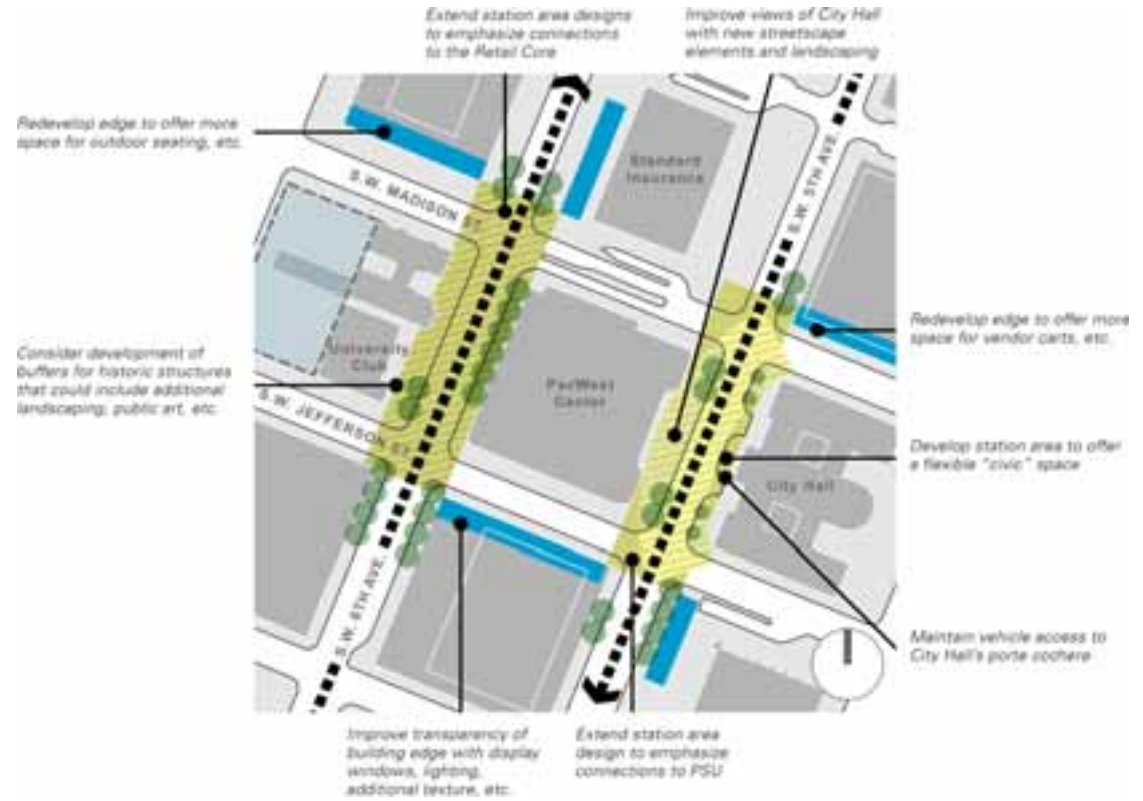 Extend station area designs
to emphasize connections
to the Retail Core
Improve views of City Hall
with new streetscape
elements and landscaping
Redevelop edge to offer more
space for outdoor seating, etc.
Standard
Insurance
S.W. 5TH AVE.
S.W. MADISON ST.
Redevelop edge to offer more
space for vendor carts, etc.
Consider development of
buffers for historic structures
that could include additional
landscaping, public art, etc.
University
Club
PacWest
Center
S.W. JEFFERSON ST.
Develop station area to offer
a flexible "civic" space
City Hall
S.W. 6TH AVE.
Maintain vehicle access to
City Hall's porte cochere
Improve transparency of
building edge with display
windows, lighting,
additional texture, etc.
Extend station area
design to emphasize
connections to PSU